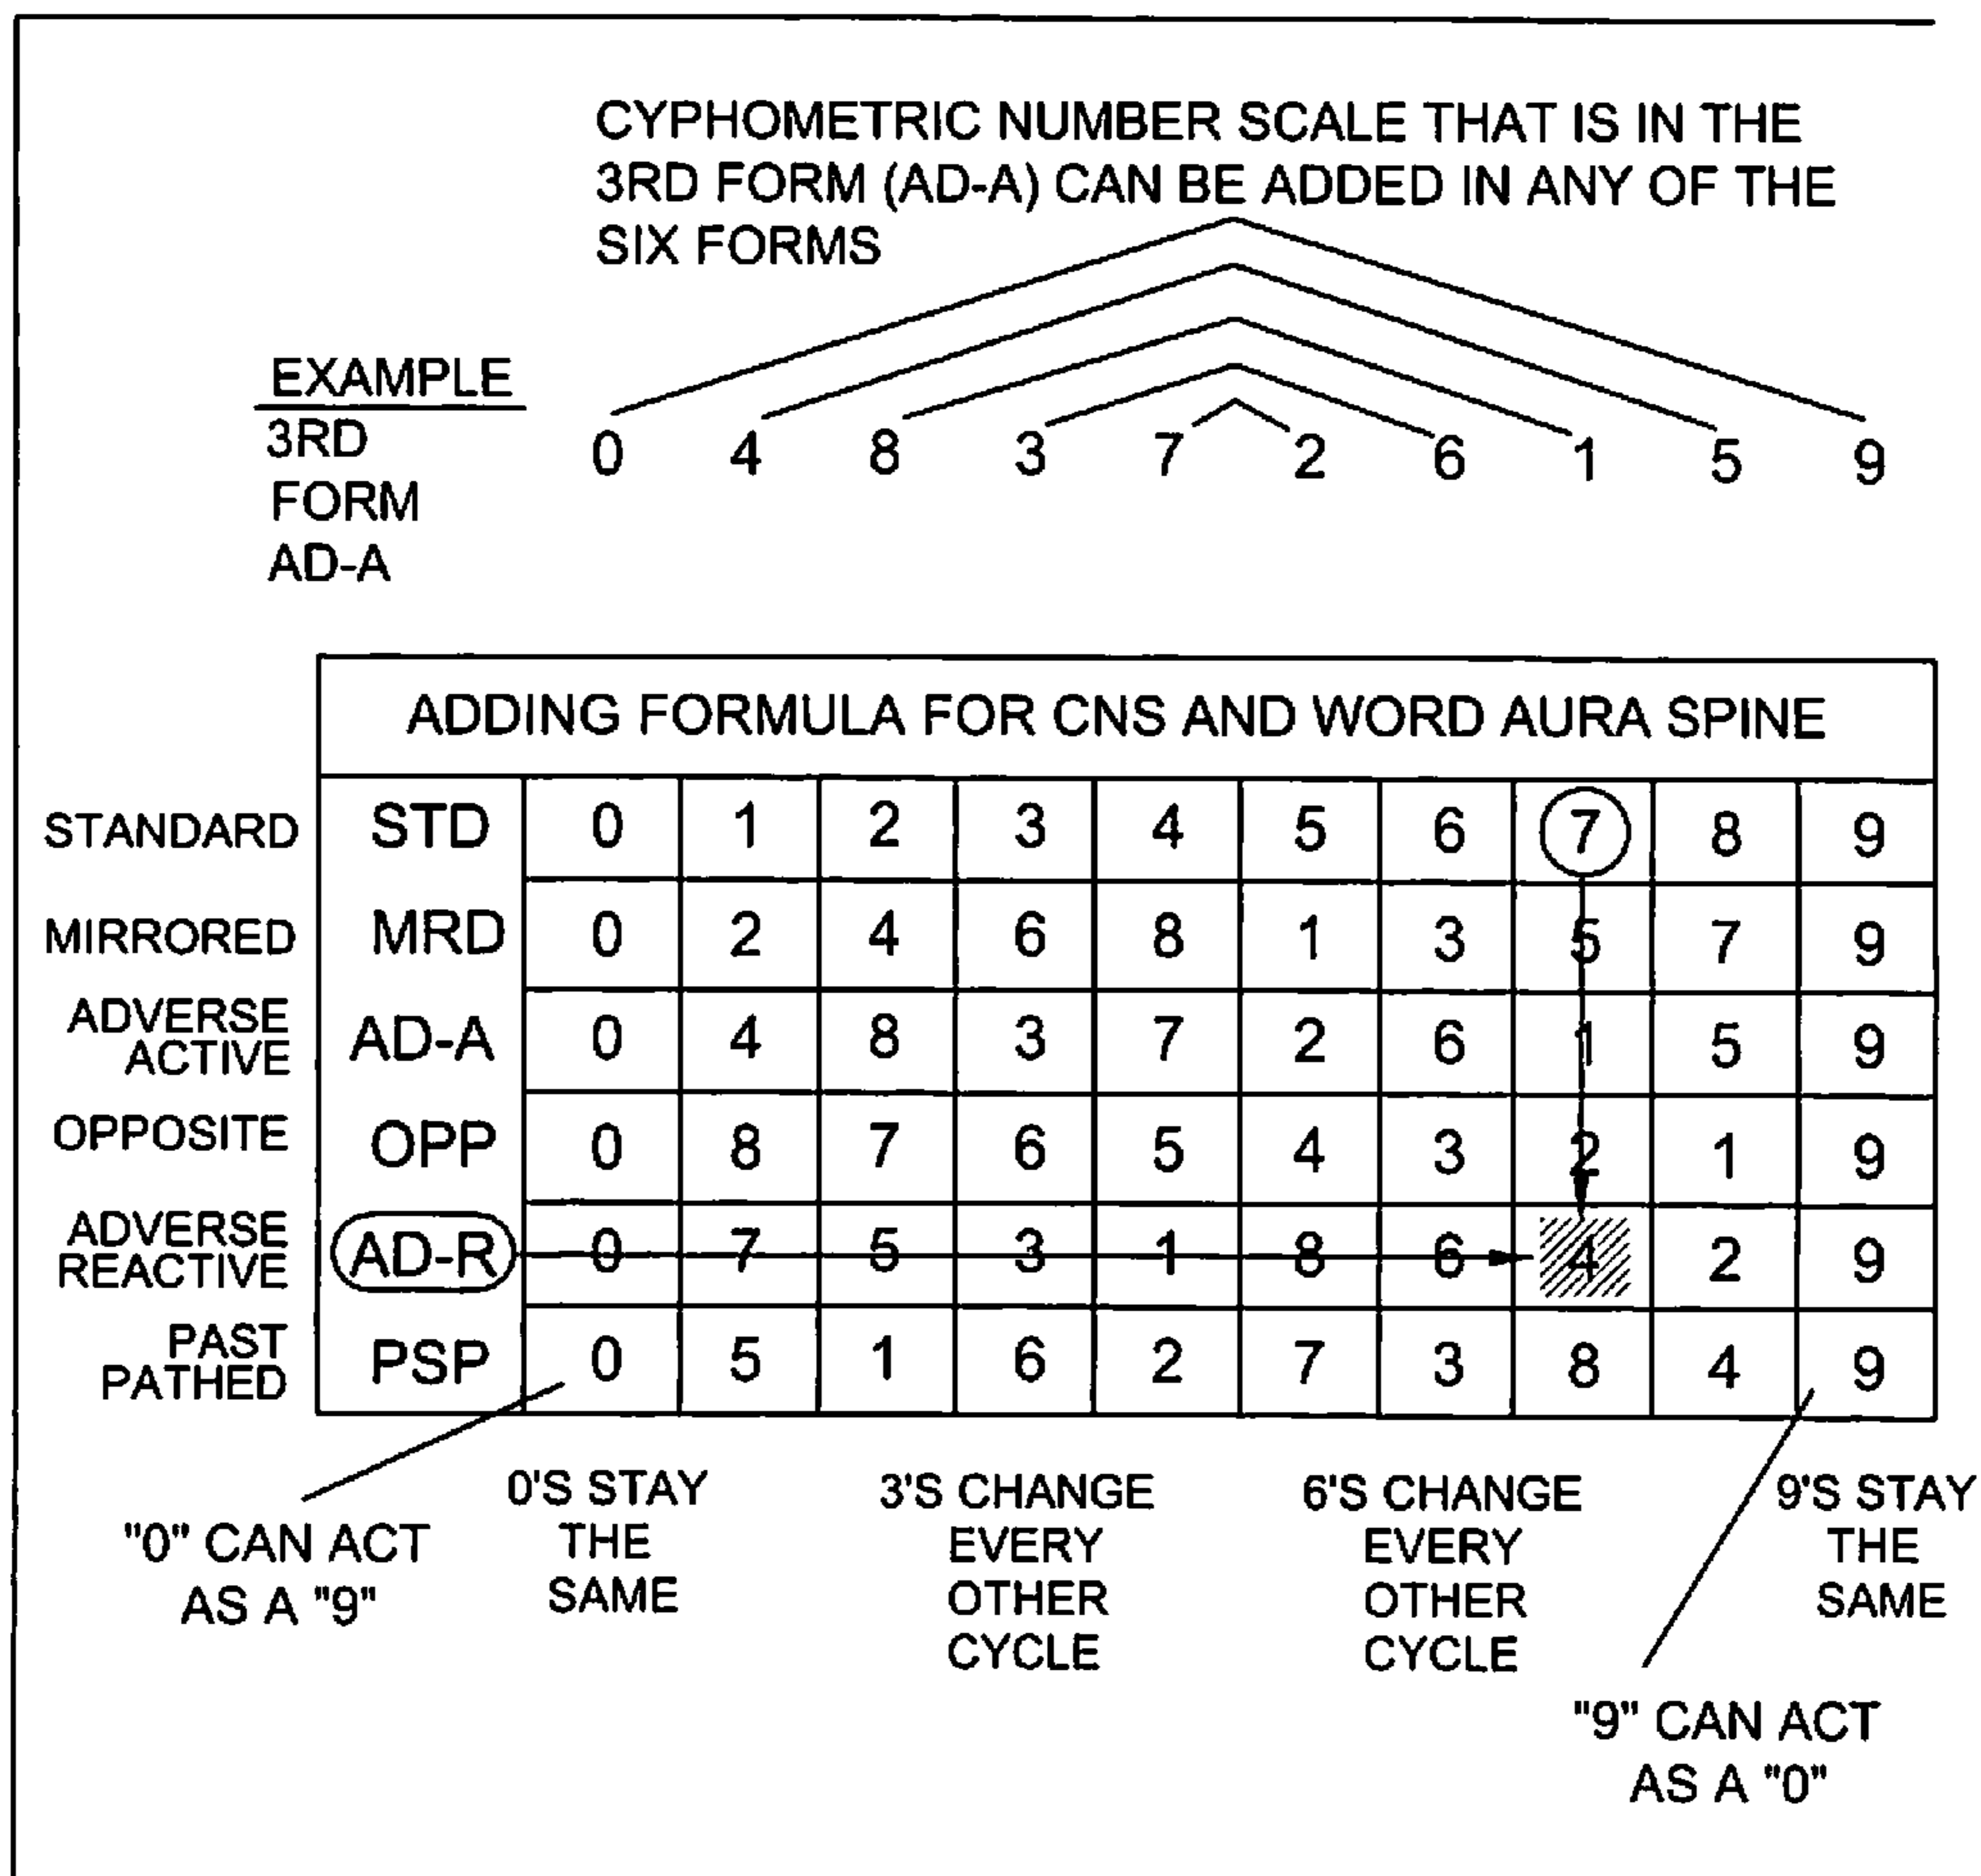 CYPHOMETRIC NUMBER SCALE THAT IS IN THE
3RD FORM (AD-A) CAN BE ADDED IN ANY OF THE
SIX FORMS
EXAMPLE
3RD
FORM
AD-A
0 4 8 3 7 2 6 1 5 9
ADDING FORMULA FOR CNS AND WORD AURA SPINE
STANDARD STD 0 1 2 3 4 5 6 7 8 9
MIRRORED MRD 0 2 4 6 8 1 3 5 7 9
ADVERSE
ACTIVE AD-A 0 4 8 3 7 2 6 1 5 9
OPPOSITE OPP 0 8 7 6 5 4 3 2 1 9
ADVERSE
REACTIVE AD-R 0 7 5 3 1 8 6 4 2 9
PAST
PATHED PSP 0 5 1 6 2 7 3 8 4 9
"0" CAN ACT
AS A "9"
0'S STAY
THE
SAME
3'S CHANGE
EVERY
OTHER
CYCLE
6'S CHANGE
EVERY
OTHER
CYCLE
9'S STAY
THE
SAME
"9" CAN ACT
AS A "0"